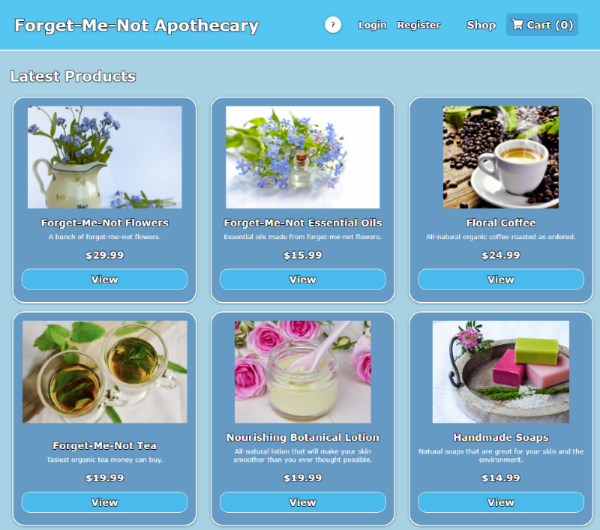 Forget-Me-Not Apothecary
?
Login
Register
Shop
Cart (0)
Latest Products
Forget-Me-Not Flowers
A bunch of forget-me-not flowers.
$29.99
View
Forget-Me-Not Essential Oils
Essential oils made from forget-me-not flowers.
$15.99
View
Floral Coffee
All-natural organic coffee roasted as ordered.
$24.99
View
Forget-Me-Not Tea
Tasiest organic tea money can buy.
$19.99
View
Nourishing Botanical Lotion
All-natural lotion that will make your skin
smoother than you ever thought possible.
$19.99
View
Handmade Soaps
Natural soaps that are great for your skin and the
environment.
$14.99
View